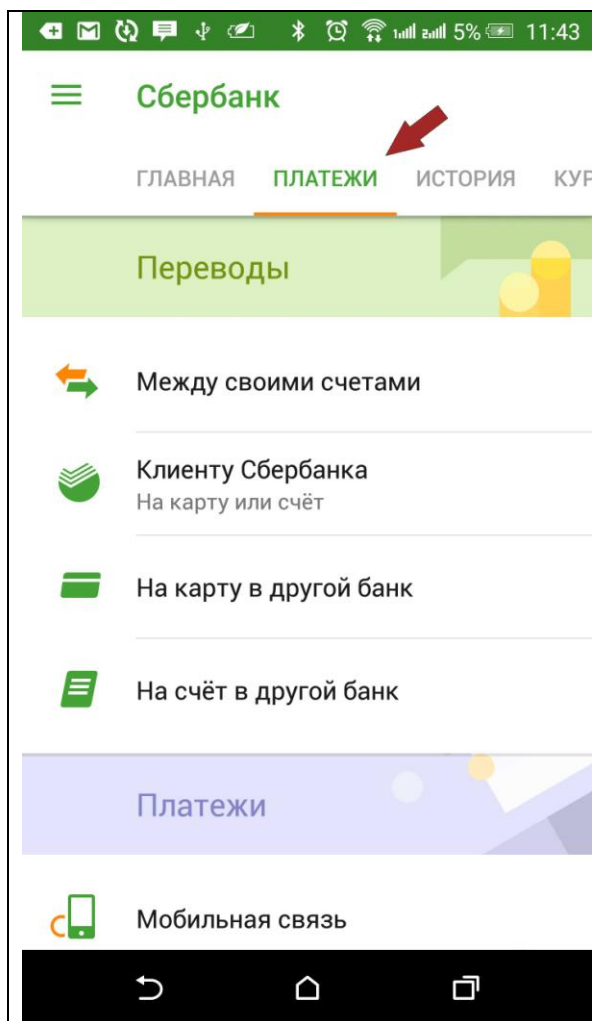 5% 11:43
Сбербанк
ГЛАВНАЯ ПЛАТЕЖИ ИСТОРИЯ КУР
Переводы
Между своими счетами
Клиенту Сбербанка
На карту или счёт
На карту в другой банк
На счёт в другой банк
Платежи
Мобильная связь